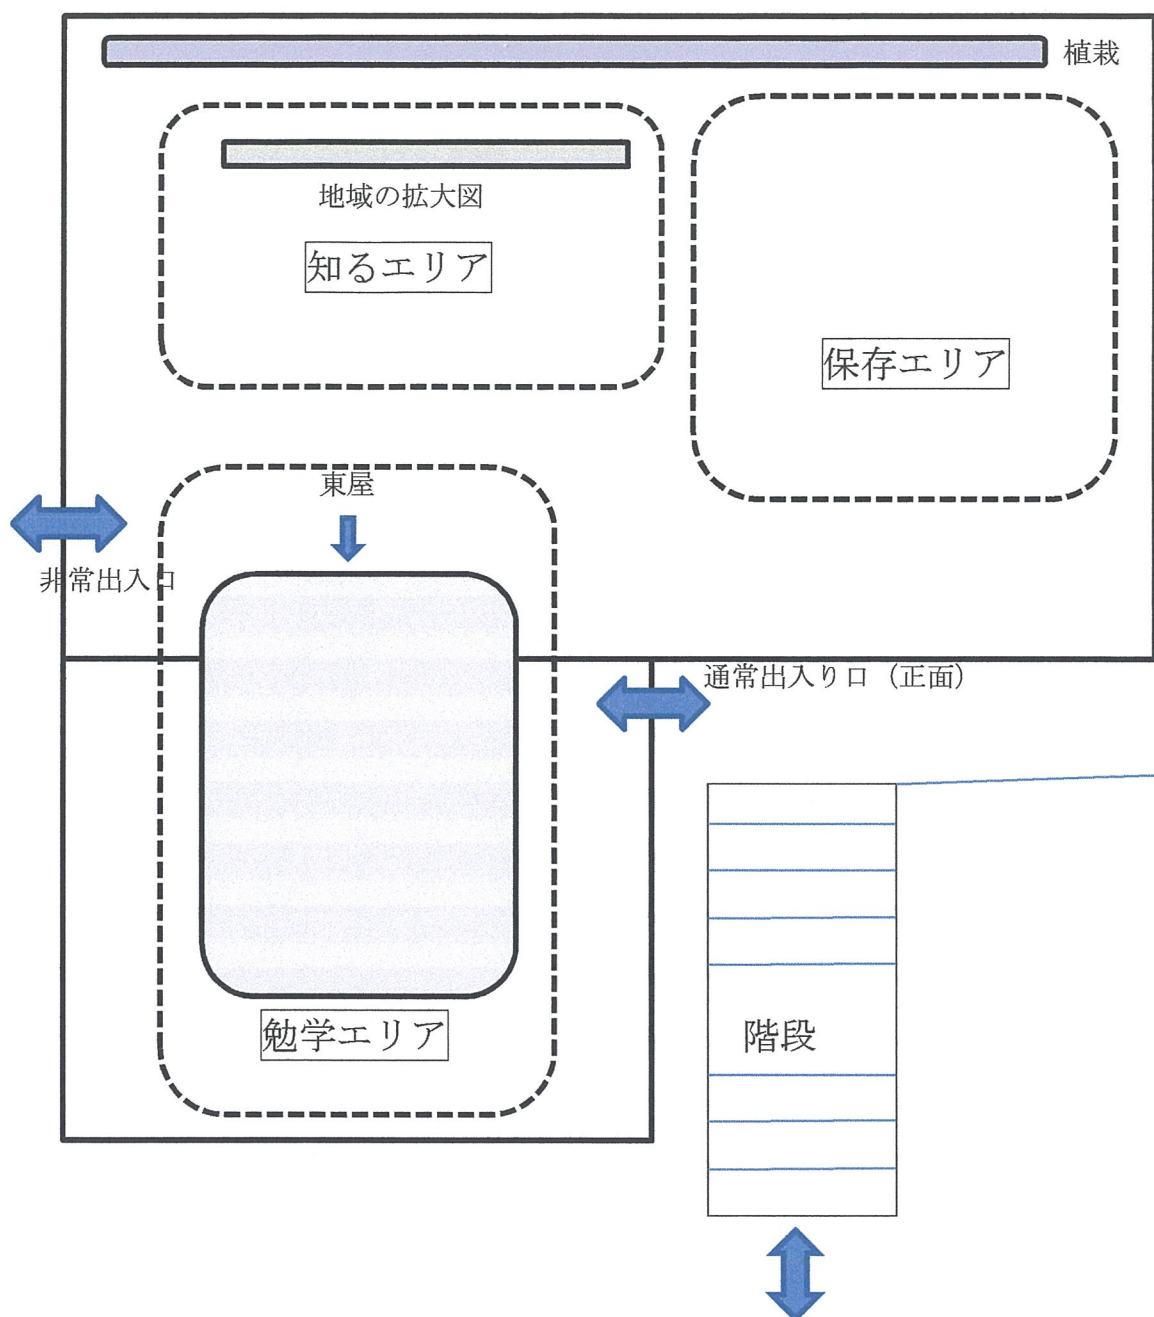 植栽
地域の拡大図
知るエリア
保存エリア
東屋
非常出入口
通常出入り口（正面）
階段
勉学エリア